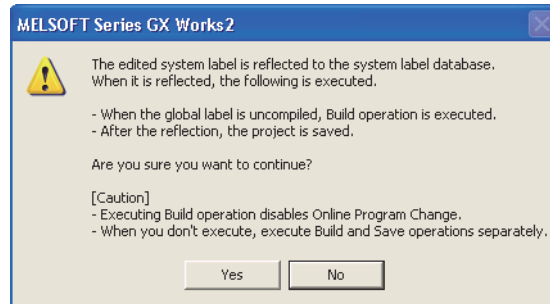 MELSOFT Series GX Works2
The edited system label is reflected to the system label database.
When it is reflected, the following is executed.
- When the global label is uncompiled, Build operation is executed.
- After the reflection, the project is saved.
Are you sure you want to continue?
[Caution]
- Executing Build operation disables Online Program Change.
- When you don't execute, execute Build and Save operations separately.
Yes
No